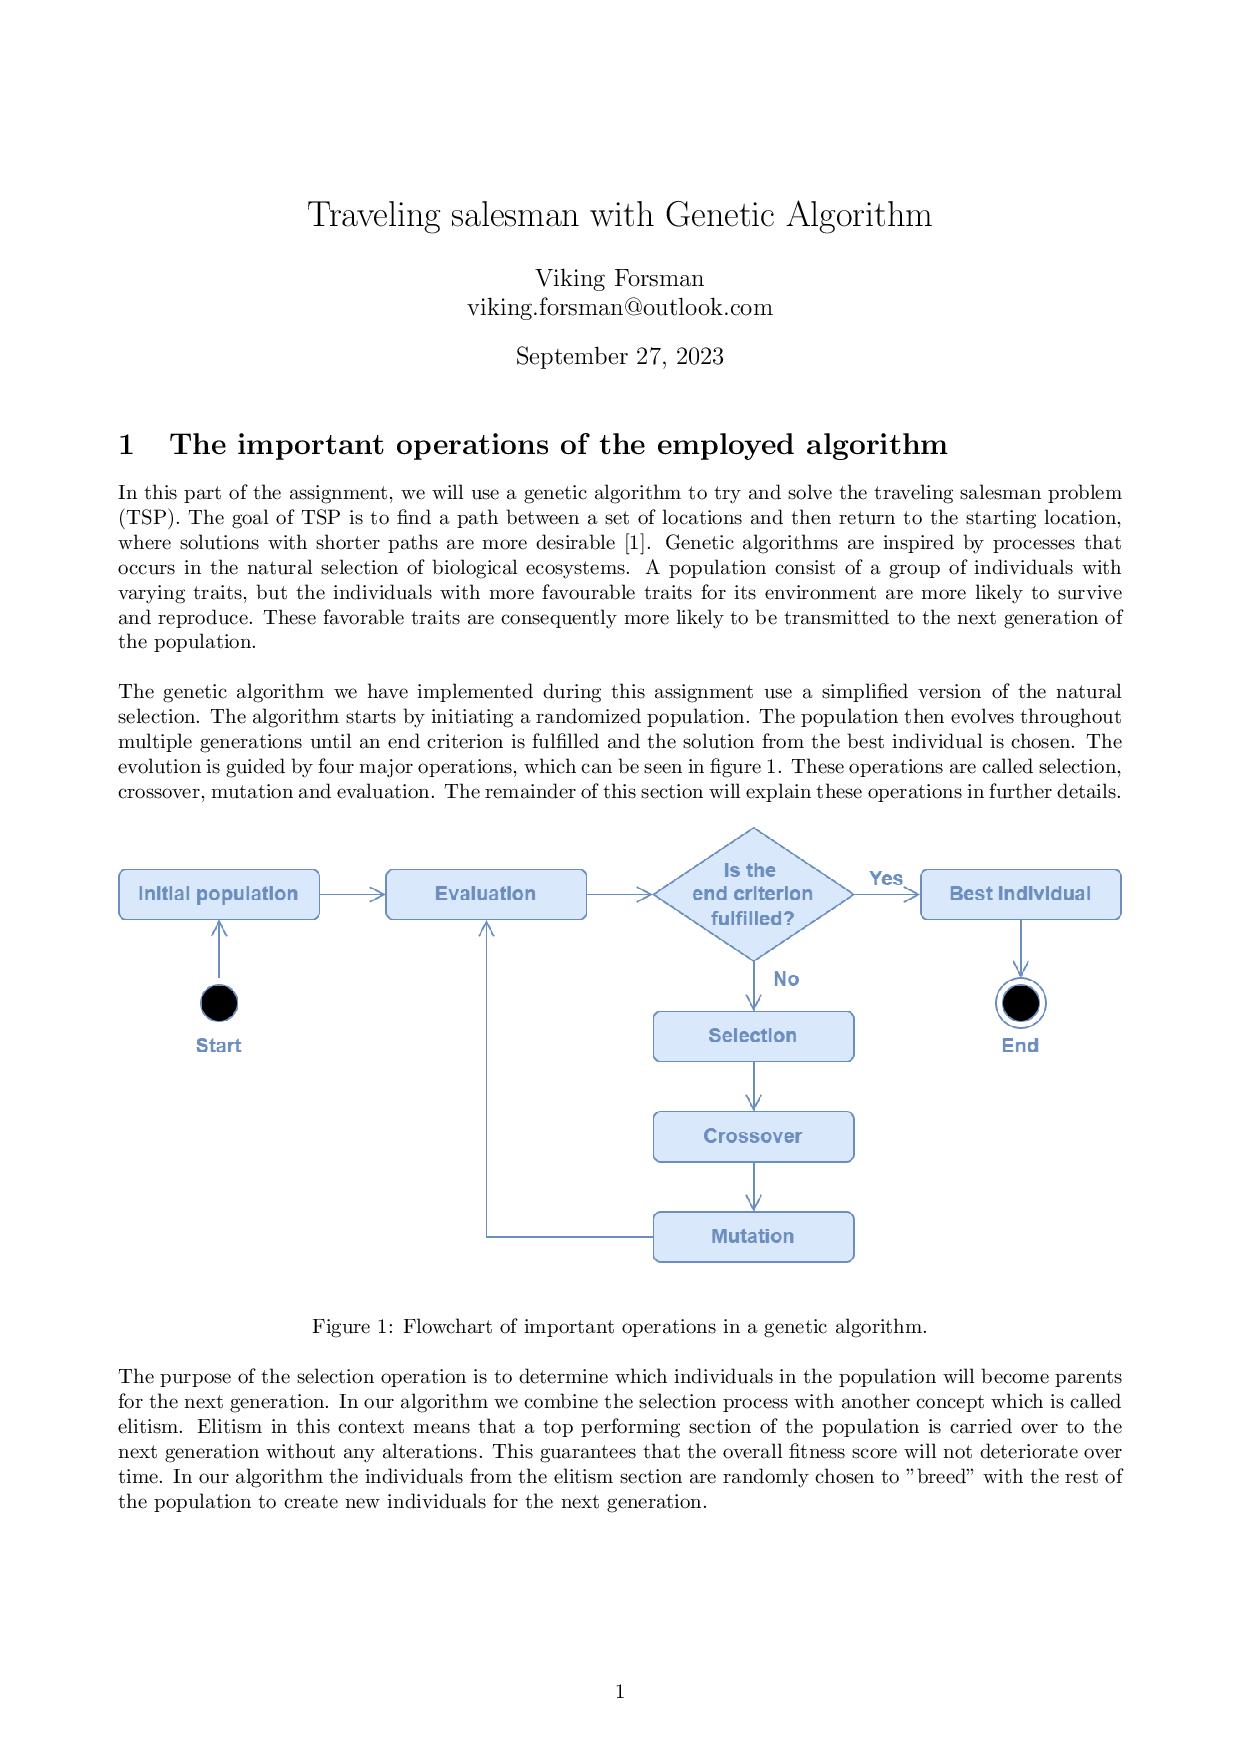 Traveling salesman with Genetic Algorithm
Viking Forsman
viking.forsman@outlook.com
September 27, 2023
1 The important operations of the employed algorithm
In this part of the assignment, we will use a genetic algorithm to try and solve the traveling salesman problem
(TSP). The goal of TSP is to find a path between a set of locations and then return to the starting location,
where solutions with shorter paths are more desirable [1]. Genetic algorithms are inspired by processes that
occurs in the natural selection of biological ecosystems. A population consist of a group of individuals with
varying traits, but the individuals with more favourable traits for its environment are more likely to survive
and reproduce. These favorable traits are consequently more likely to be transmitted to the next generation of
the population.
The genetic algorithm we have implemented during this assignment use a simplified version of the natural
selection. The algorithm starts by initiating a randomized population. The population then evolves throughout
multiple generations until an end criterion is fulfilled and the solution from the best individual is chosen. The
evolution is guided by four major operations, which can be seen in figure 1. These operations are called selection,
crossover, mutation and evaluation. The remainder of this section will explain these operations in further details.
Initial population
Evaluation
Is the
end criterion
fulfilled?
Yes
Best individual
No
Start
End
Selection
Crossover
Mutation
Figure 1: Flowchart of important operations in a genetic algorithm.
The purpose of the selection operation is to determine which individuals in the population will become parents
for the next generation. In our algorithm we combine the selection process with another concept which is called
elitism. Elitism in this context means that a top performing section of the population is carried over to the
next generation without any alterations. This guarantees that the overall fitness score will not deteriorate over
time. In our algorithm the individuals from the elitism section are randomly chosen to ”breed” with the rest of
the population to create new individuals for the next generation.
1